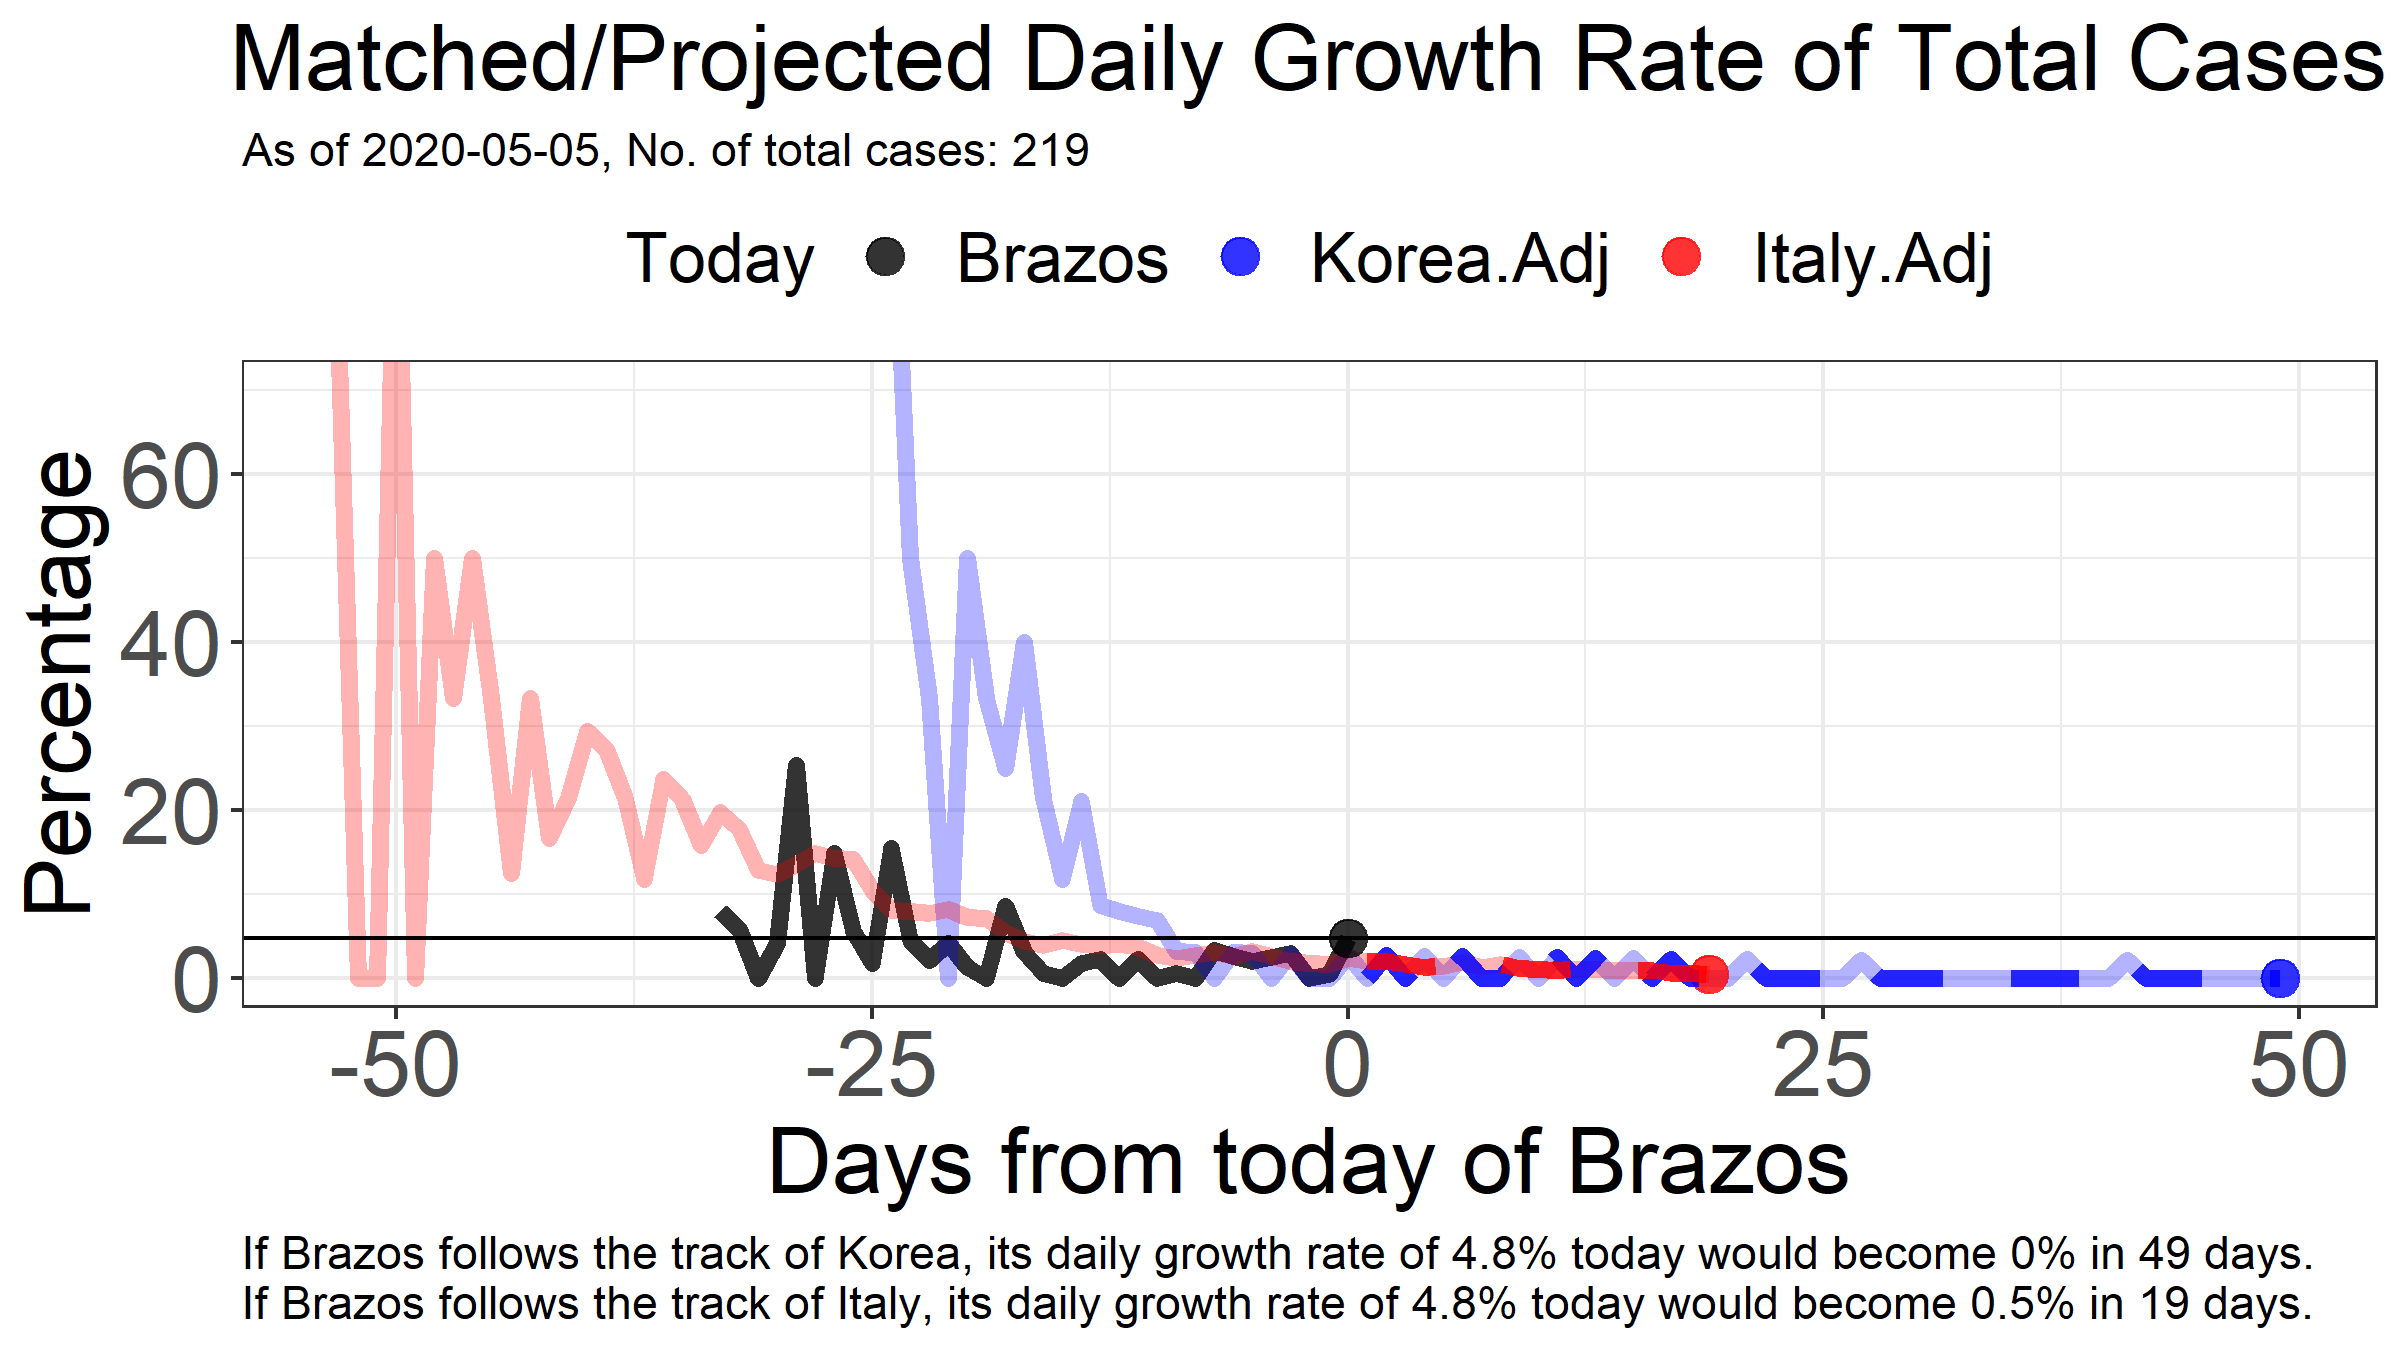 Matched/Projected Daily Growth Rate of Total Cases
As of 2020-05-05, No. of total cases: 219
Today Brazos Korea.Adj Italy.Adj
Percentage
60
40
20
0
-50 -25 0 25 50
Days from today of Brazos
If Brazos follows the track of Korea, its daily growth rate of 4.8% today would become 0% in 49 days.
If Brazos follows the track of Italy, its daily growth rate of 4.8% today would become 0.5% in 19 days.